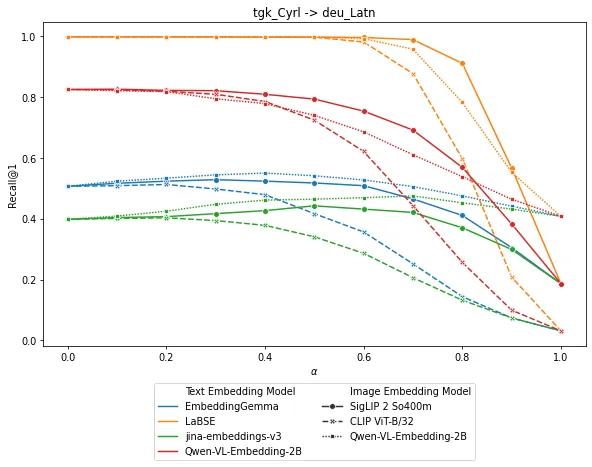 tgk_Cyrl -> deu_Latn
Recall@1
1.0
0.8
0.6
0.4
0.2
0.0
0.0 0.2 0.4 0.6 0.8 1.0
α
Text Embedding Model Image Embedding Model
EmbeddingGemma SigLIP 2 So400m
LaBSE CLIP ViT-B/32
jina-embeddings-v3 Qwen-VL-Embedding-2B
Qwen-VL-Embedding-2B